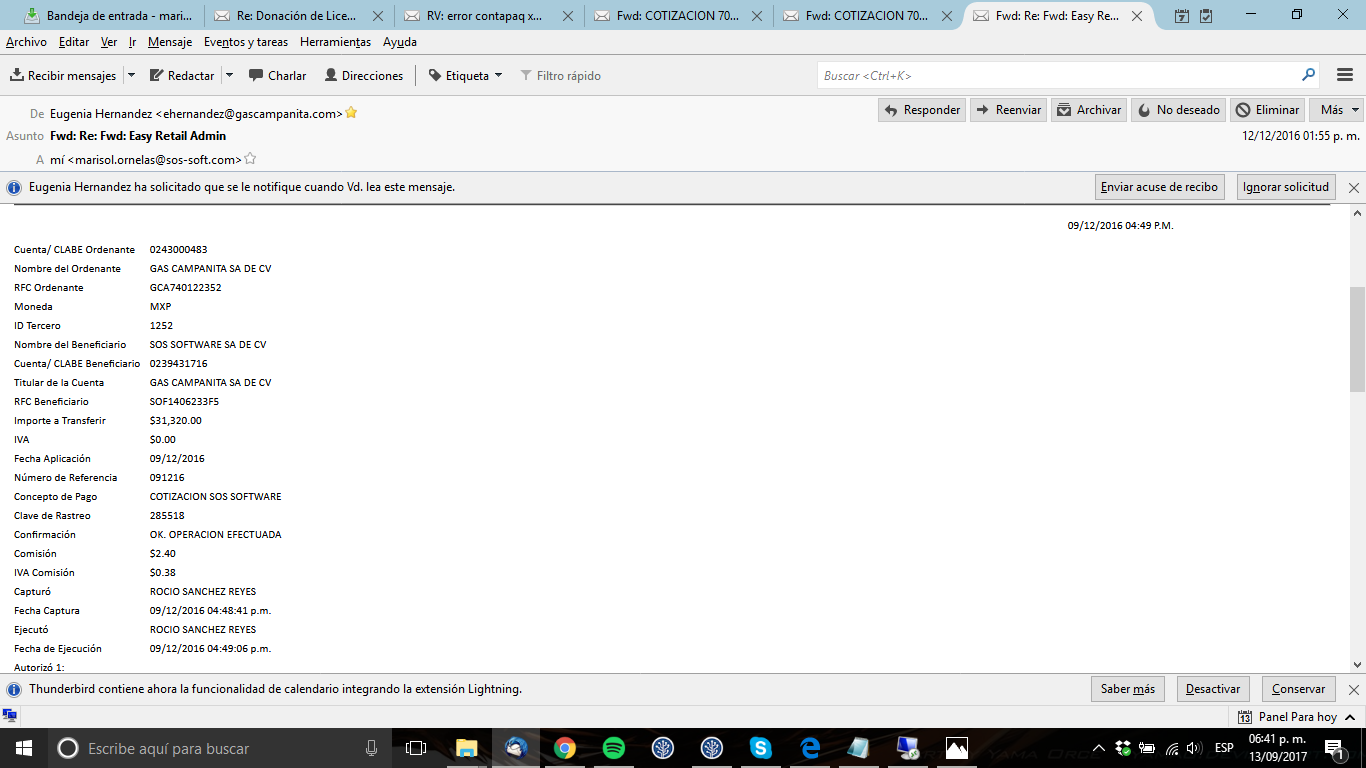 Bandeja de entrada - mari...
Re: Donación de Lice...
RV: error contapaq x...
Fwd: COTIZACION 70...
Fwd: COTIZACION 70...
Fwd: Re: Fwd: Easy Re...
Archivo Editar Ver Ir Mensaje Eventos y tareas Herramientas Ayuda
Recibir mensajes Redactar Charlar Direcciones Etiqueta Filtro rápido Buscar <Ctrl+K>
De Eugenia Hernandez <ehernandez@gascampanita.com>
Responder Reenviar Archivar No deseado Eliminar Más
Asunto Fwd: Re: Fwd: Easy Retail Admin 12/12/2016 01:55 p. m.
A mí <marisol.ornelas@sos-soft.com>
Eugenia Hernandez ha solicitado que se le notifique cuando Vd. lea este mensaje. Enviar acuse de recibo Ignorar solicitud
09/12/2016 04:49 P.M.
Cuenta/ CLABE Ordenante 0243000483
Nombre del Ordenante GAS CAMPANITA SA DE CV
RFC Ordenante GCA740122352
Moneda MXP
ID Tercero 1252
Nombre del Beneficiario SOS SOFTWARE SA DE CV
Cuenta/ CLABE Beneficiario 0239431716
Titular de la Cuenta GAS CAMPANITA SA DE CV
RFC Beneficiario SOF1406233F5
Importe a Transferir $31,320.00
IVA $0.00
Fecha Aplicación 09/12/2016
Número de Referencia 091216
Concepto de Pago COTIZACION SOS SOFTWARE
Clave de Rastreo 285518
Confirmación OK. OPERACION EFECTUADA
Comisión $2.40
IVA Comisión $0.38
Capturó ROCIO SANCHEZ REYES
Fecha Captura 09/12/2016 04:48:41 p.m.
Ejecutó ROCIO SANCHEZ REYES
Fecha de Ejecución 09/12/2016 04:49:06 p.m.
Autorizó 1:
Thunderbird contiene ahora la funcionalidad de calendario integrando la extensión Lightning. Saber más Desactivar Conservar
13 Panel Para hoy
Escribe aquí para buscar
ESP
06:41 p. m.
13/09/2017
1